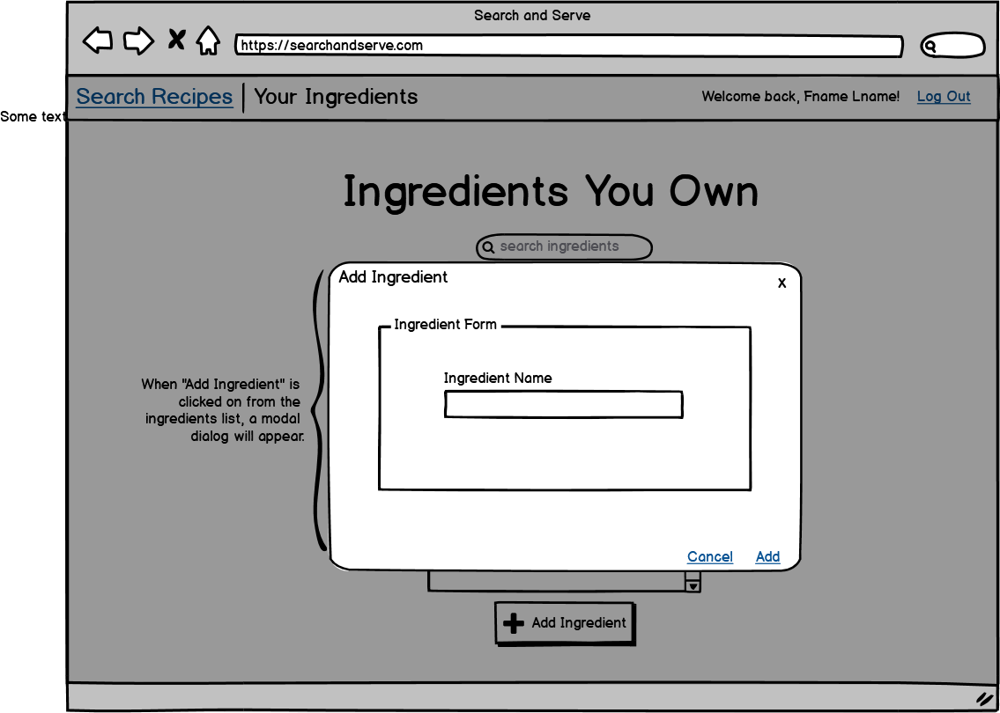 Search and Serve
https://searchandserve.com
Search Recipes Your Ingredients Welcome back, Fname Lname! Log Out
Some text
Ingredients You Own
search ingredients
Add Ingredient x
Ingredient Form
Ingredient Name
When "Add Ingredient" is
clicked on from the
ingredients list, a modal
dialog will appear.
Cancel Add
Add Ingredient